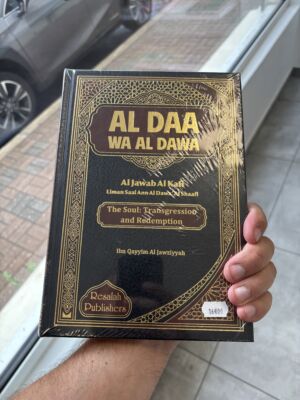 AL DAA
WA AL DAWA
Al Jawab Al Kafi
Liman Saal Ann Al Dawa Al Shaafi
The Soul: Transgression
and Redemption
Ibn Qayyim Al Jawziyyah
Resalah
Publishers